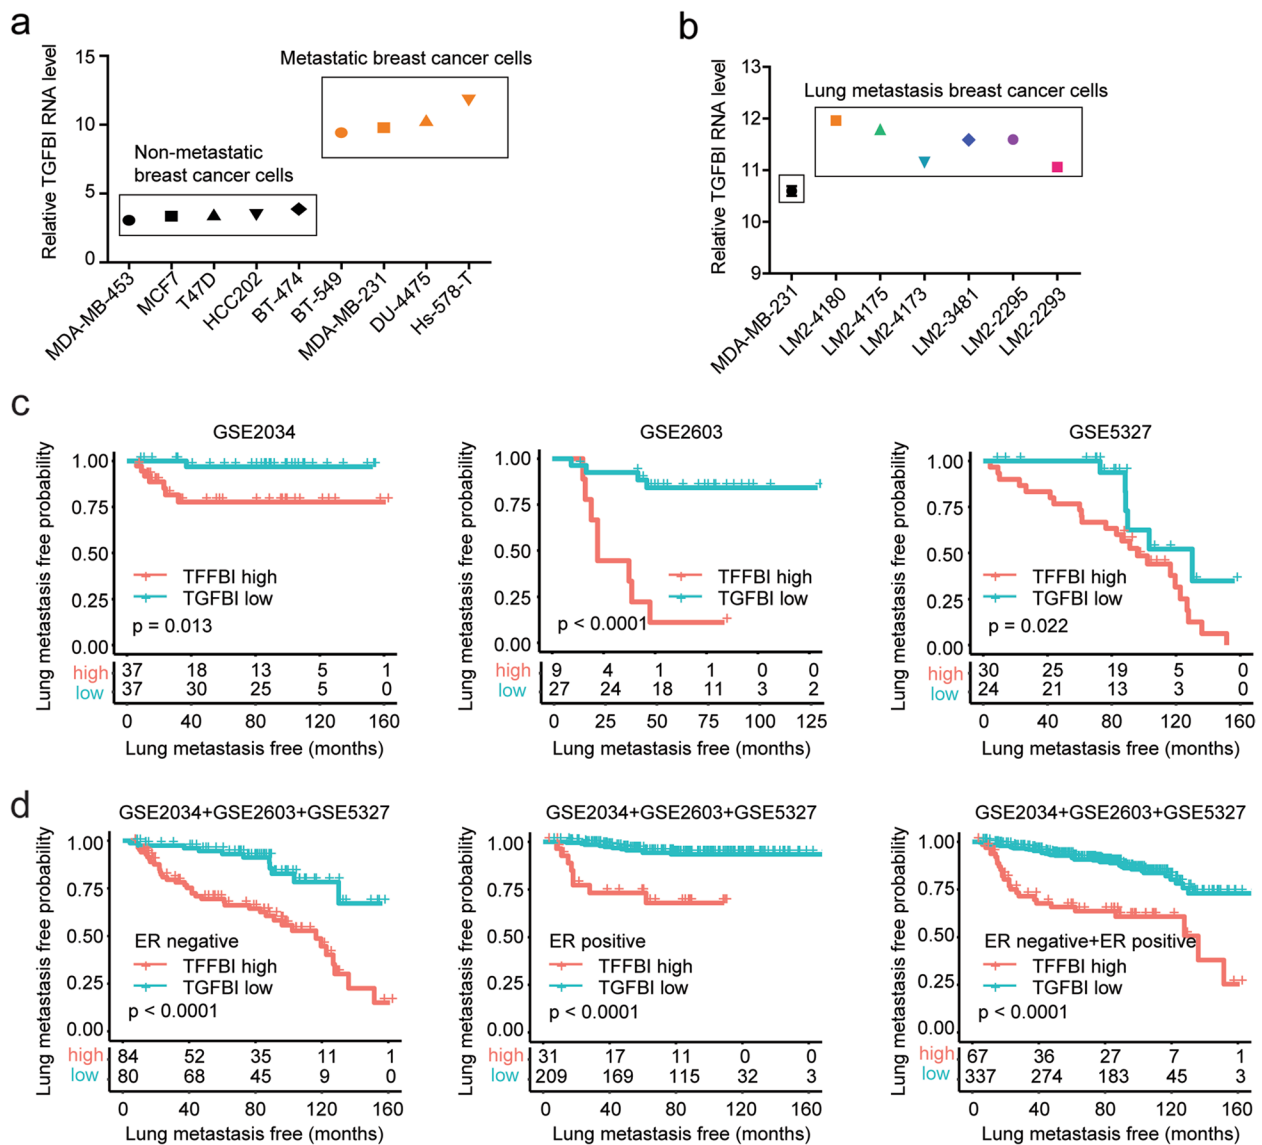 a
Relative TGFBI RNA level
15
10
5
0
Metastatic breast cancer cells
Non-metastatic
breast cancer cells
MDA-MB-453
MCF7
T47D
HCC202
BT-474
BT-549
MDA-MB-231
DU-4475
Hs-578-T
b
Relative TGFBI RNA level
13
12
11
10
9
Lung metastasis breast cancer cells
MDA-MB-231
LM2-4180
LM2-4175
LM2-4173
LM2-3481
LM2-2295
LM2-2293
c
GSE2034
Lung metastasis free probability
1.00
0.75
0.50
0.25
0.00
TFFBI high
TGFBI low
p = 0.013
high 37 18 13 5 1
low 37 30 25 5 0
0 40 80 120 160
Lung metastasis free (months)
GSE2603
Lung metastasis free probability
1.00
0.75
0.50
0.25
0.00
TFFBI high
TGFBI low
p < 0.0001
high 9 4 1 1 0 0
low 27 24 18 11 3 2
0 25 50 75 100 125
Lung metastasis free (months)
GSE5327
Lung metastasis free probability
1.00
0.75
0.50
0.25
0.00
TFFBI high
TGFBI low
p = 0.022
high 30 25 19 5 0
low 24 21 13 3 0
0 40 80 120 160
Lung metastasis free (months)
d
GSE2034+GSE2603+GSE5327
Lung metastasis free probability
1.00
0.75
0.50
0.25
0.00
ER negative
TFFBI high
TGFBI low
p < 0.0001
high 84 52 35 11 1
low 80 68 45 9 0
0 40 80 120 160
Lung metastasis free (months)
GSE2034+GSE2603+GSE5327
Lung metastasis free probability
1.00
0.75
0.50
0.25
0.00
ER positive
TFFBI high
TGFBI low
p < 0.0001
high 31 17 11 0 0
low 209 169 115 32 3
0 40 80 120 160
Lung metastasis free (months)
GSE2034+GSE2603+GSE5327
Lung metastasis free probability
1.00
0.75
0.50
0.25
0.00
ER negative+ER positive
TFFBI high
TGFBI low
p < 0.0001
high 67 36 27 7 1
low 337 274 183 45 3
0 40 80 120 160
Lung metastasis free (months)